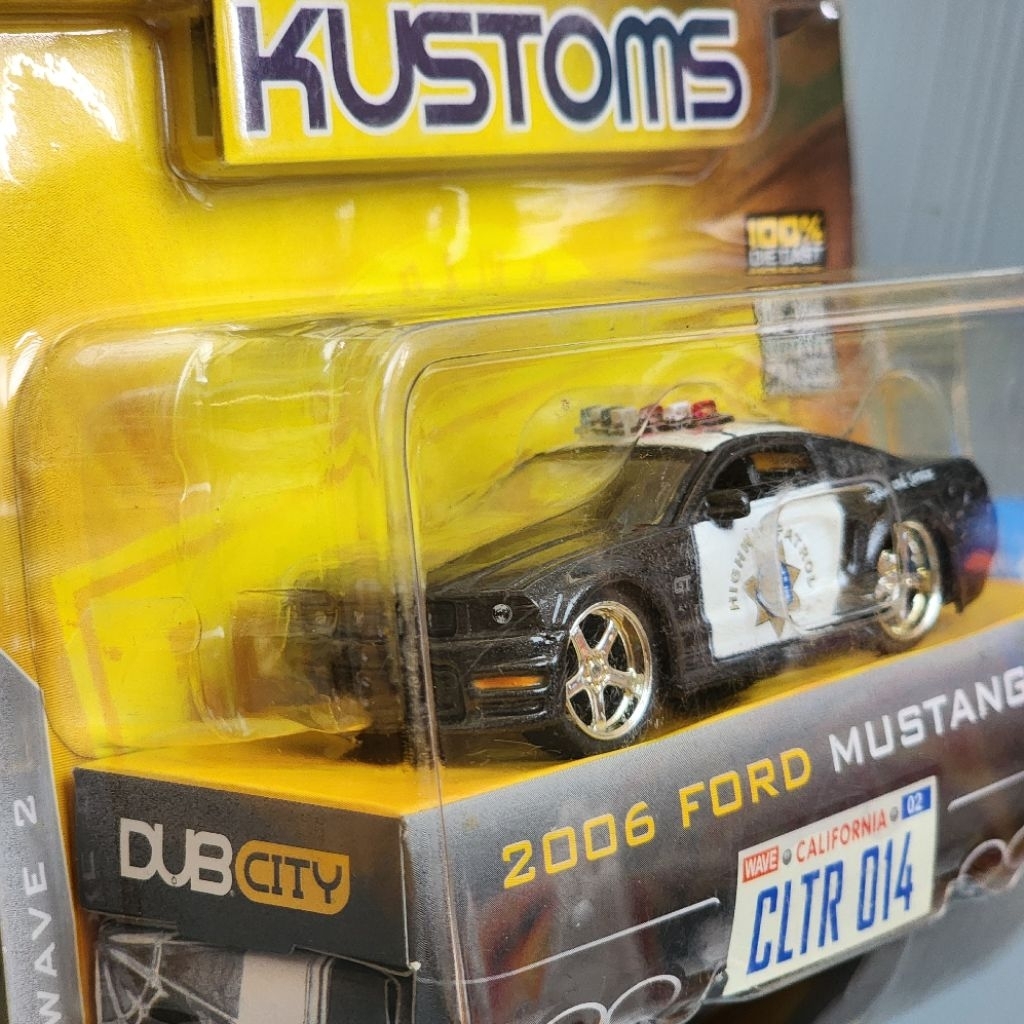 KUSTOMS
100%
DIE CAST
HIGHWAY PATROL
GT
2006 FORD MUSTANG
DUB CITY
WAVE CALIFORNIA 02
CLTR 014
WAVE 2